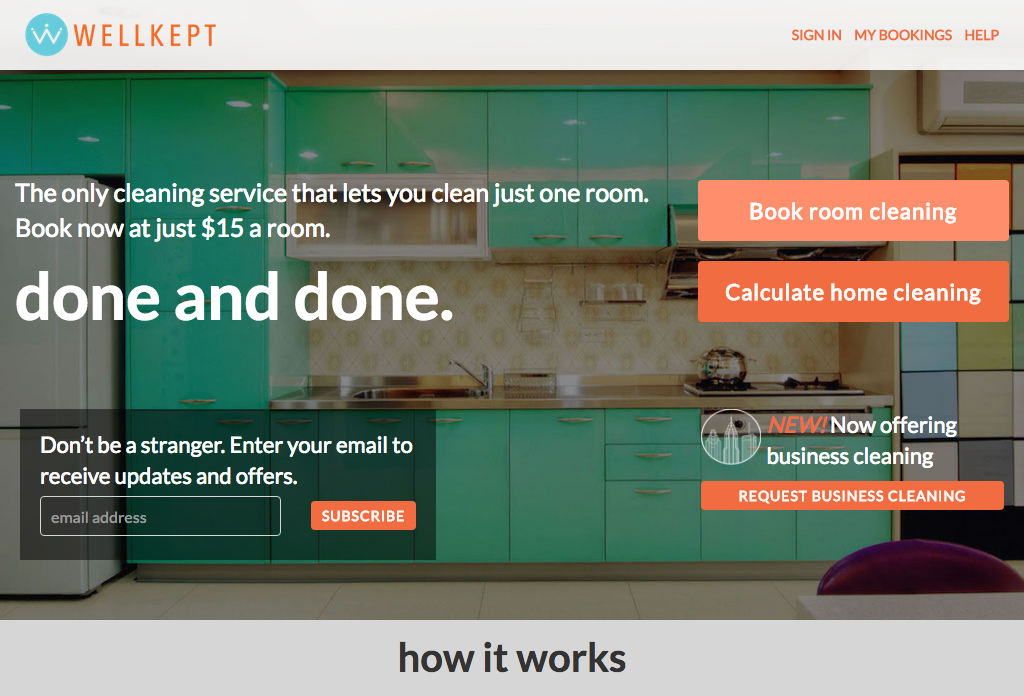 WELLKEPT
SIGN IN MY BOOKINGS HELP
The only cleaning service that lets you clean just one room.
Book now at just $15 a room.
done and done.
Book room cleaning
Calculate home cleaning
Don’t be a stranger. Enter your email to
receive updates and offers.
email address
SUBSCRIBE
NEW! Now offering
business cleaning
REQUEST BUSINESS CLEANING
how it works